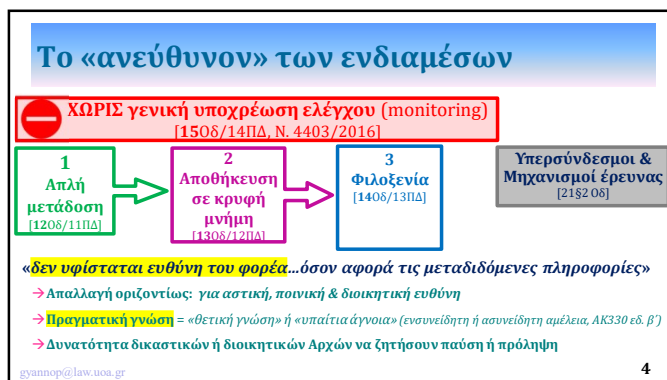 Το «ανεύθυνον» των ενδιαμέσων
ΧΩΡΙΣ γενική υποχρέωση ελέγχου (monitoring)
[15Οδ/14ΠΔ, Ν. 4403/2016]
1
Απλή
μετάδοση
[12Οδ/11ΠΔ]
2
Αποθήκευση
σε κρυφή
μνήμη
[13Οδ/12ΠΔ]
3
Φιλοξενία
[14Οδ/13ΠΔ]
Υπερσύνδεσμοι &
Μηχανισμοί έρευνας
[21§2 Οδ]
«δεν υφίσταται ευθύνη του φορέα...όσον αφορά τις μεταδιδόμενες πληροφορίες»
→Απαλλαγή οριζοντίως: για αστική, ποινική & διοικητική ευθύνη
→Πραγματική γνώση = «θετική γνώση» ή «υπαίτια άγνοια» (ενσυνείδητη ή ασυνείδητη αμέλεια, ΑΚ330 εδ. β΄)
→Δυνατότητα δικαστικών ή διοικητικών Αρχών να ζητήσουν παύση ή πρόληψη
gyannop@law.uoa.gr
4